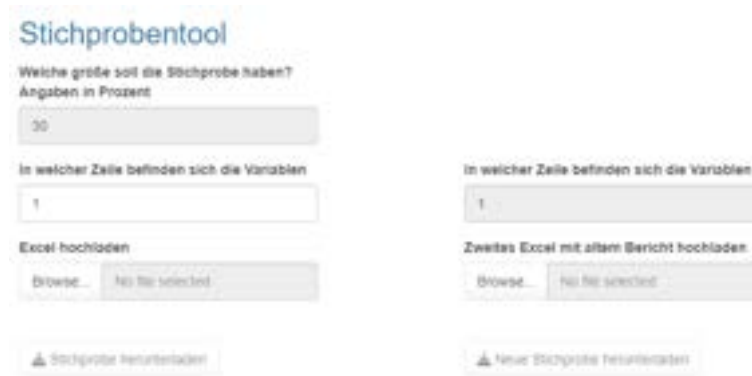 Stichprobentool
Welche größe soll die Stichprobe haben?
Angaben in Prozent
30
In welcher Zeile befinden sich die Variablen
1
Excel hochladen
Browse... No file selected
Stichprobe herunterladen
In welcher Zeile befinden sich die Variablen
1
Zweites Excel mit altem Bericht hochladen
Browse... No file selected
Neue Stichprobe herunterladen